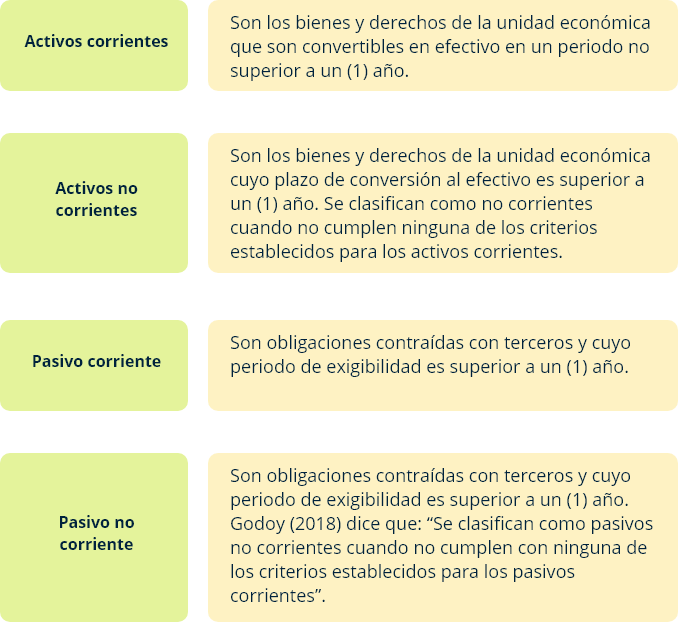 Activos corrientes
Son los bienes y derechos de la unidad económica
que son convertibles en efectivo en un periodo no
superior a un (1) año.
Activos no
corrientes
Son los bienes y derechos de la unidad económica
cuyo plazo de conversión al efectivo es superior a
un (1) año. Se clasifican como no corrientes
cuando no cumplen ninguna de los criterios
establecidos para los activos corrientes.
Pasivo corriente
Son obligaciones contraídas con terceros y cuyo
periodo de exigibilidad es superior a un (1) año.
Pasivo no
corriente
Son obligaciones contraídas con terceros y cuyo
periodo de exigibilidad es superior a un (1) año.
Godoy (2018) dice que: “Se clasifican como pasivos
no corrientes cuando no cumplen con ninguna de
los criterios establecidos para los pasivos
corrientes”.